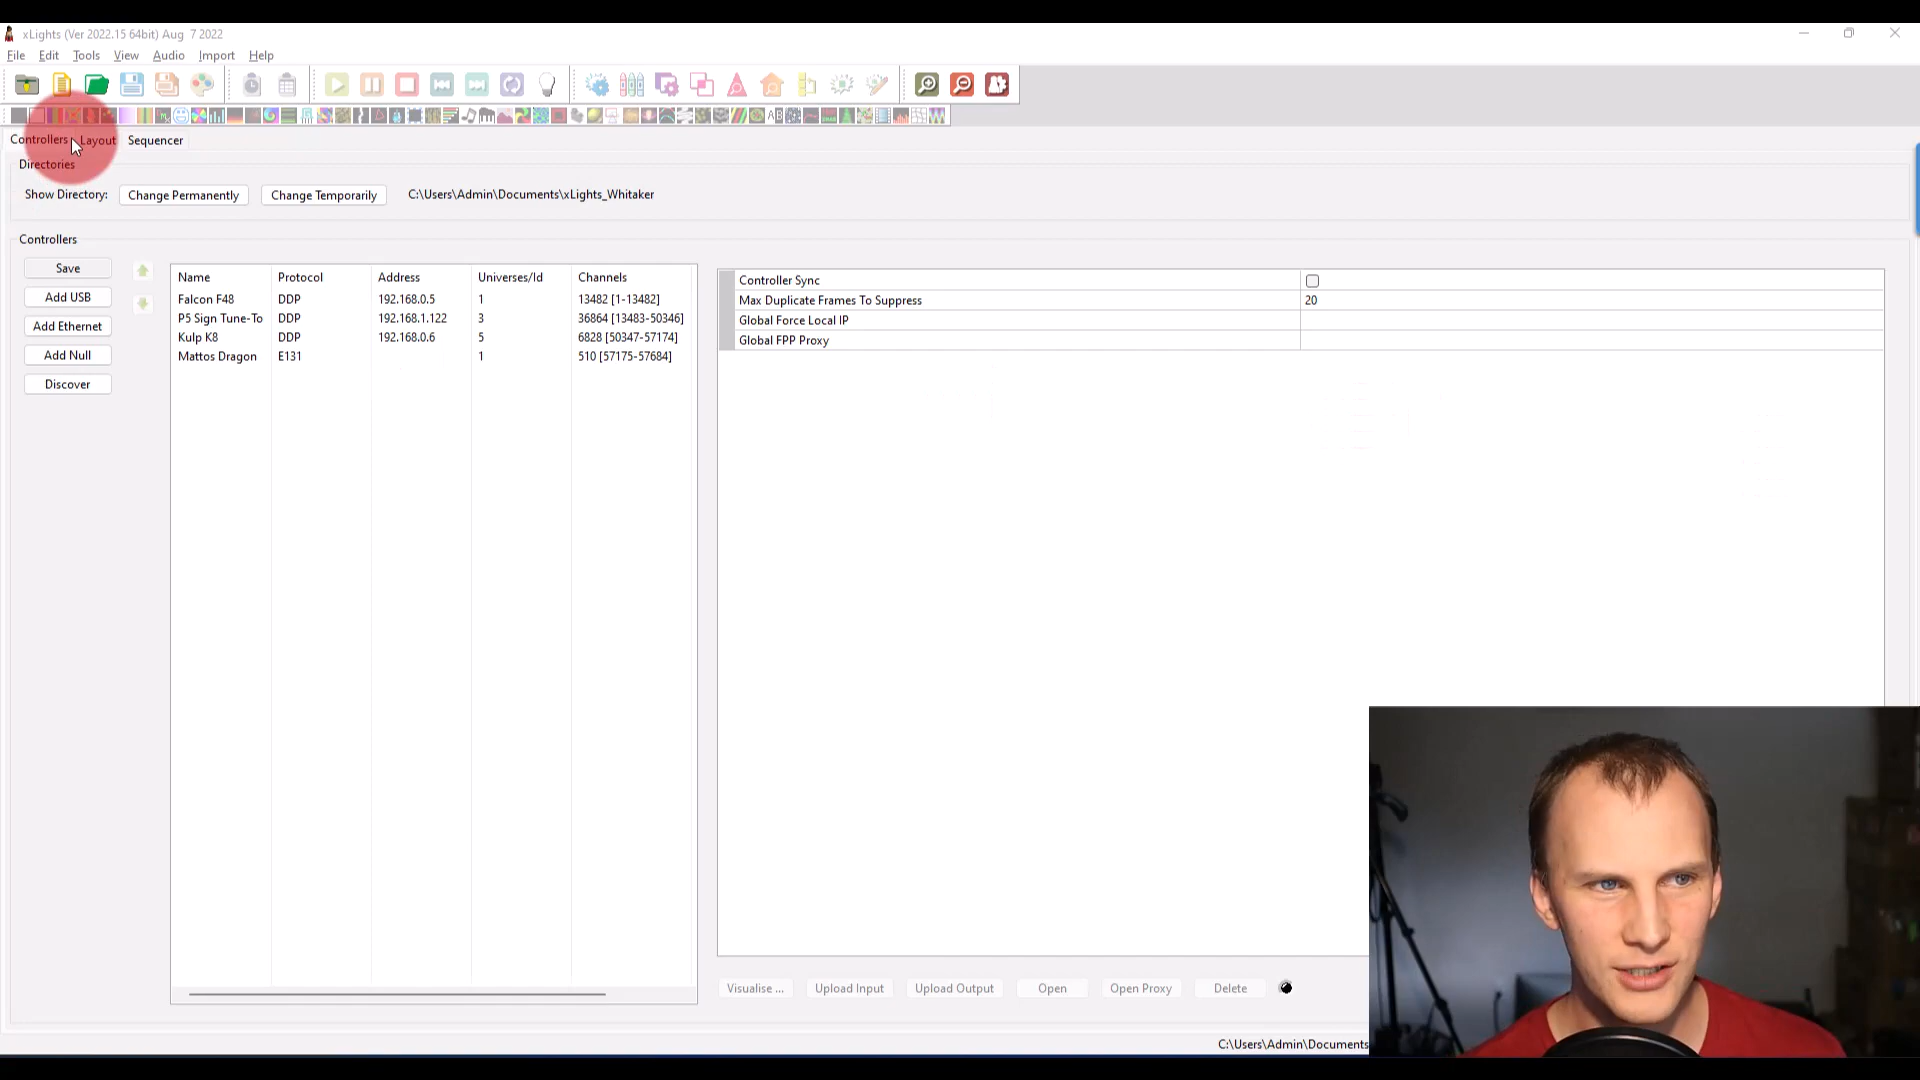 xLights (Ver 2022.15 64bit) Aug 7 2022
File Edit Tools View Audio Import Help
Controllers Layout Sequencer
Directories
Show Directory: Change Permanently Change Temporarily C:\Users\Admin\Documents\xLights_Whitaker
Controllers
Save
Add USB
Add Ethernet
Add Null
Discover
Name Protocol Address Universes/Id Channels
Falcon F48 DDP 192.168.0.5 1 13482 [1-13482]
P5 Sign Tune-To DDP 192.168.1.122 3 36864 [13483-50346]
Kulp K8 DDP 192.168.0.6 5 6828 [50347-57174]
Mattos Dragon E131 1 510 [57175-57684]
Controller Sync
Max Duplicate Frames To Suppress 20
Global Force Local IP
Global FPP Proxy
Visualise ... Upload Input Upload Output Open Open Proxy Delete
C:\Users\Admin\Documents